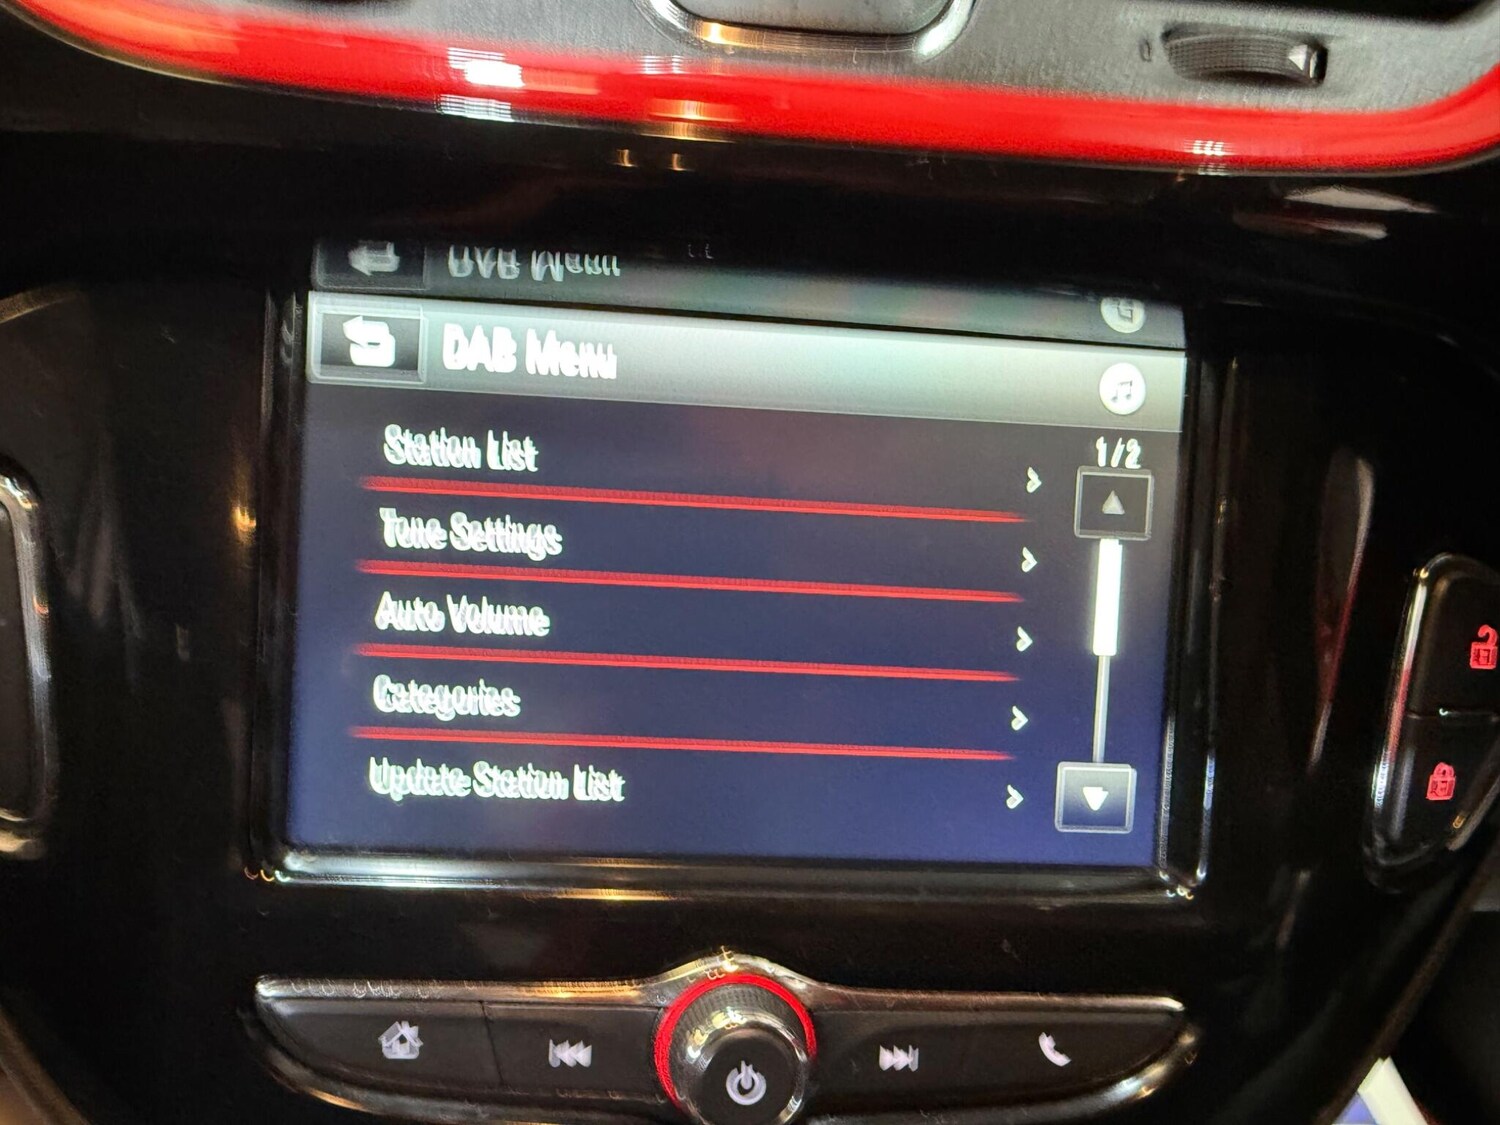 DAB Menu
1/2
Station List
Tone Settings
Auto Volume
Categories
Update Station List